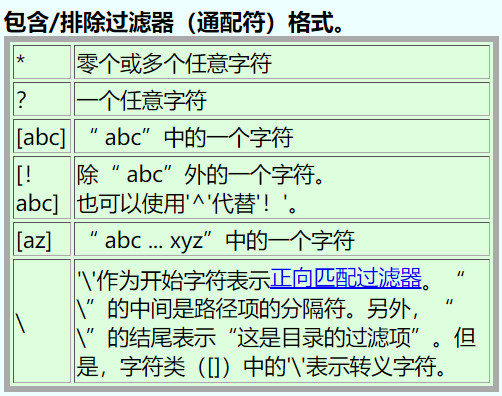 包含/排除过滤器（通配符）格式。
* 零个或多个任意字符
? 一个任意字符
[abc] “ abc”中的一个字符
[! 除“ abc”外的一个字符。
abc] 也可以使用'^'代替'！'。
[az] “ abc ... xyz”中的一个字符
'\'作为开始字符表示正向匹配过滤器。“
\”的中间是路径项的分隔符。另外，“
\ \”的结尾表示“这是目录的过滤项”。但
是，字符类（[]）中的'\'表示转义字符。